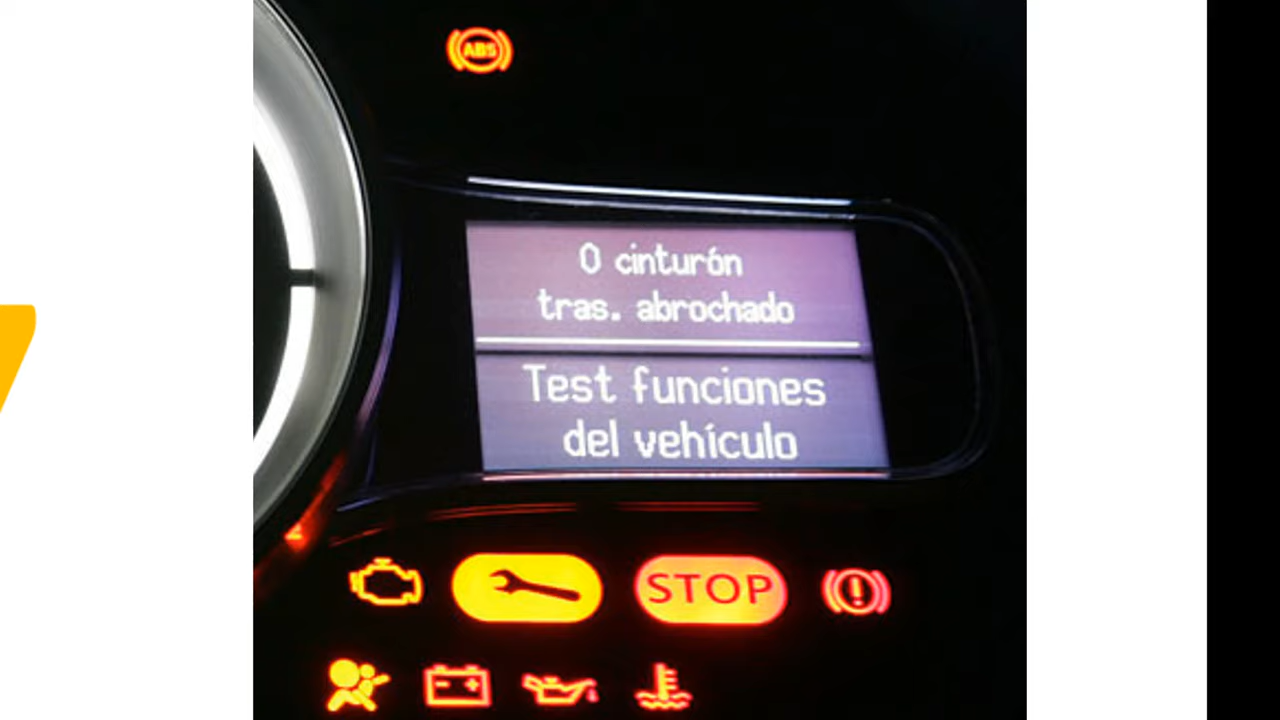 ABS
0 cinturón
tras. abrochado
Test funciones
del vehículo
STOP